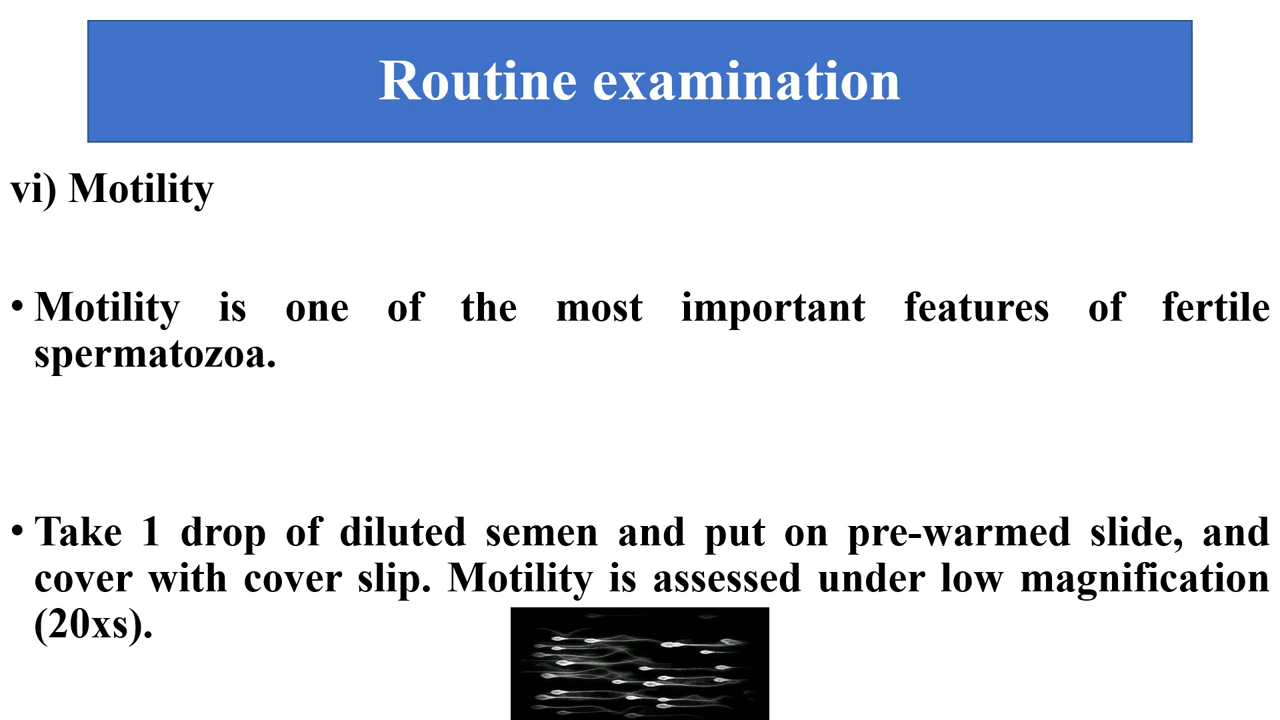 Routine examination
vi) Motility
• Motility is one of the most important features of fertile
spermatozoa.
• Take 1 drop of diluted semen and put on pre-warmed slide, and
cover with cover slip. Motility is assessed under low magnification
(20xs).